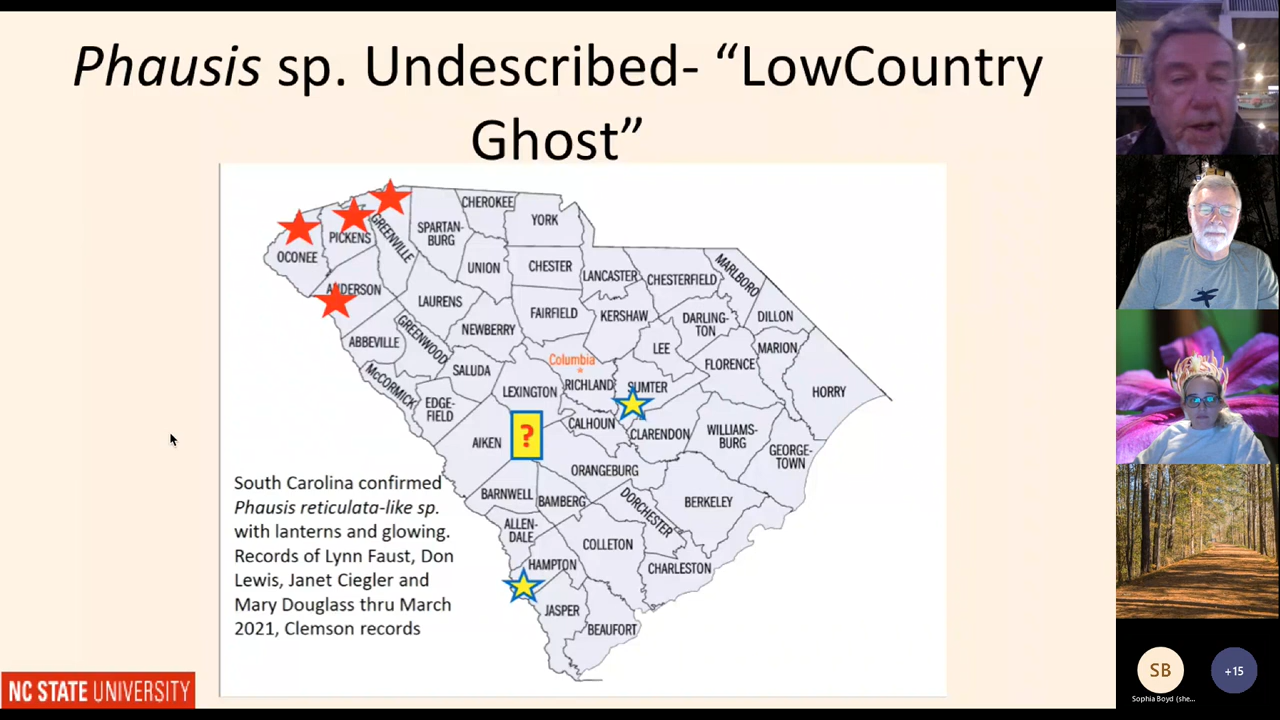 Phausis sp. Undescribed- “LowCountry
Ghost”
CHEROKEE
YORK
SPARTAN-
BURG
GREENVILLE
PICKENS
OCONEE
UNION
CHESTER
LANCASTER
CHESTERFIELD
MARLBORO
ANDERSON
LAURENS
FAIRFIELD
KERSHAW
DARLING-
TON
DILLON
NEWBERRY
GREENWOOD
ABBEVILLE
LEE
MARION
FLORENCE
Columbia
SALUDA
McCORMICK
LEXINGTON
RICHLAND
SUMTER
HORRY
EDGE-
FIELD
CALHOUN
CLARENDON
WILLIAMS-
BURG
AIKEN
?
GEORGE-
TOWN
ORANGEBURG
BARNWELL
BAMBERG
DORCHESTER
BERKELEY
ALLEN-
DALE
COLLETON
HAMPTON
CHARLESTON
JASPER
BEAUFORT
South Carolina confirmed
Phausis reticulata-like sp.
with lanterns and glowing.
Records of Lynn Faust, Don
Lewis, Janet Ciegler and
Mary Douglass thru March
2021, Clemson records
NC STATE UNIVERSITY
SB
Sophia Boyd (she...
+15